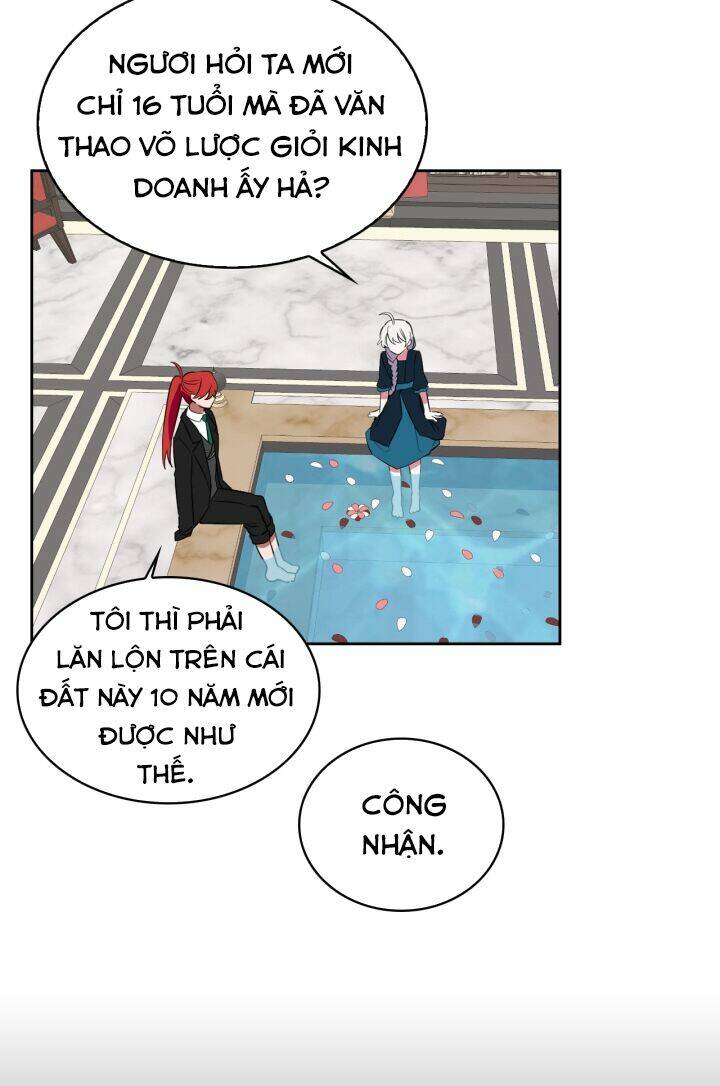 NGƯƠI HỎI TA MỚI
CHỈ 16 TUỔI MÀ ĐÃ VĂN
THAO VÕ LƯỢC GIỎI KINH
DOANH ẤY HẢ?
TÔI THÌ PHẢI
LĂN LỘN TRÊN CÁI
ĐẤT NÀY 10 NĂM MỚI
ĐƯỢC NHƯ
THẾ.
CÔNG
NHẬN.